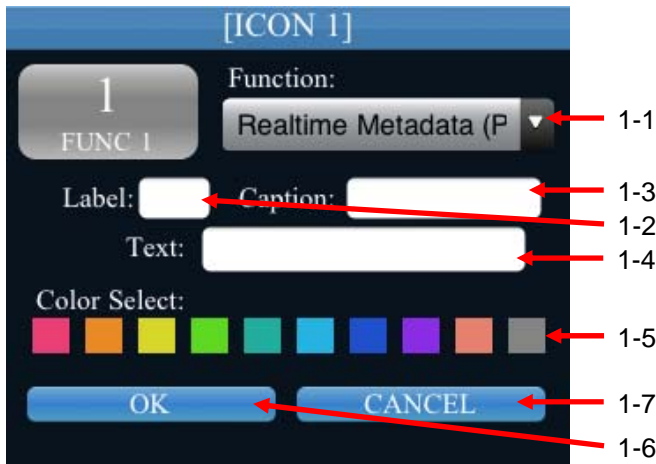 [ICON 1]
1
FUNC 1
Function:
Realtime Metadata (P
1-1
Label:
Caption:
1-3
1-2
Text:
1-4
Color Select:
1-5
OK
CANCEL
1-7
1-6